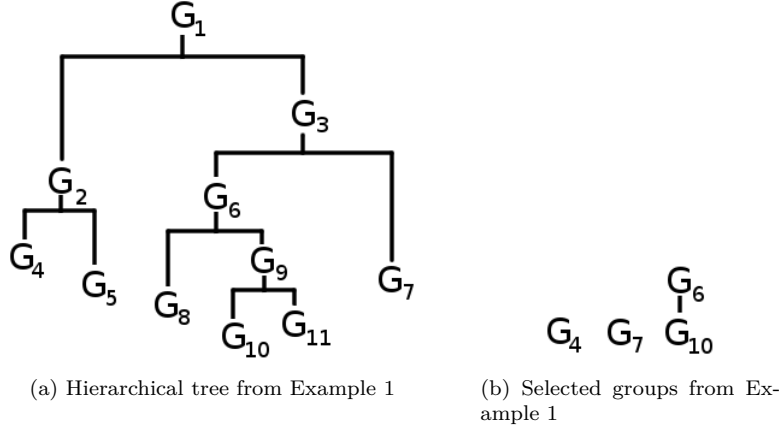 G1
G3
G2
G6
G4
G5
G9
G8
G7
G10
G11
(a) Hierarchical tree from Example 1
G6
G4 G7 G10
(b) Selected groups from Ex-
ample 1